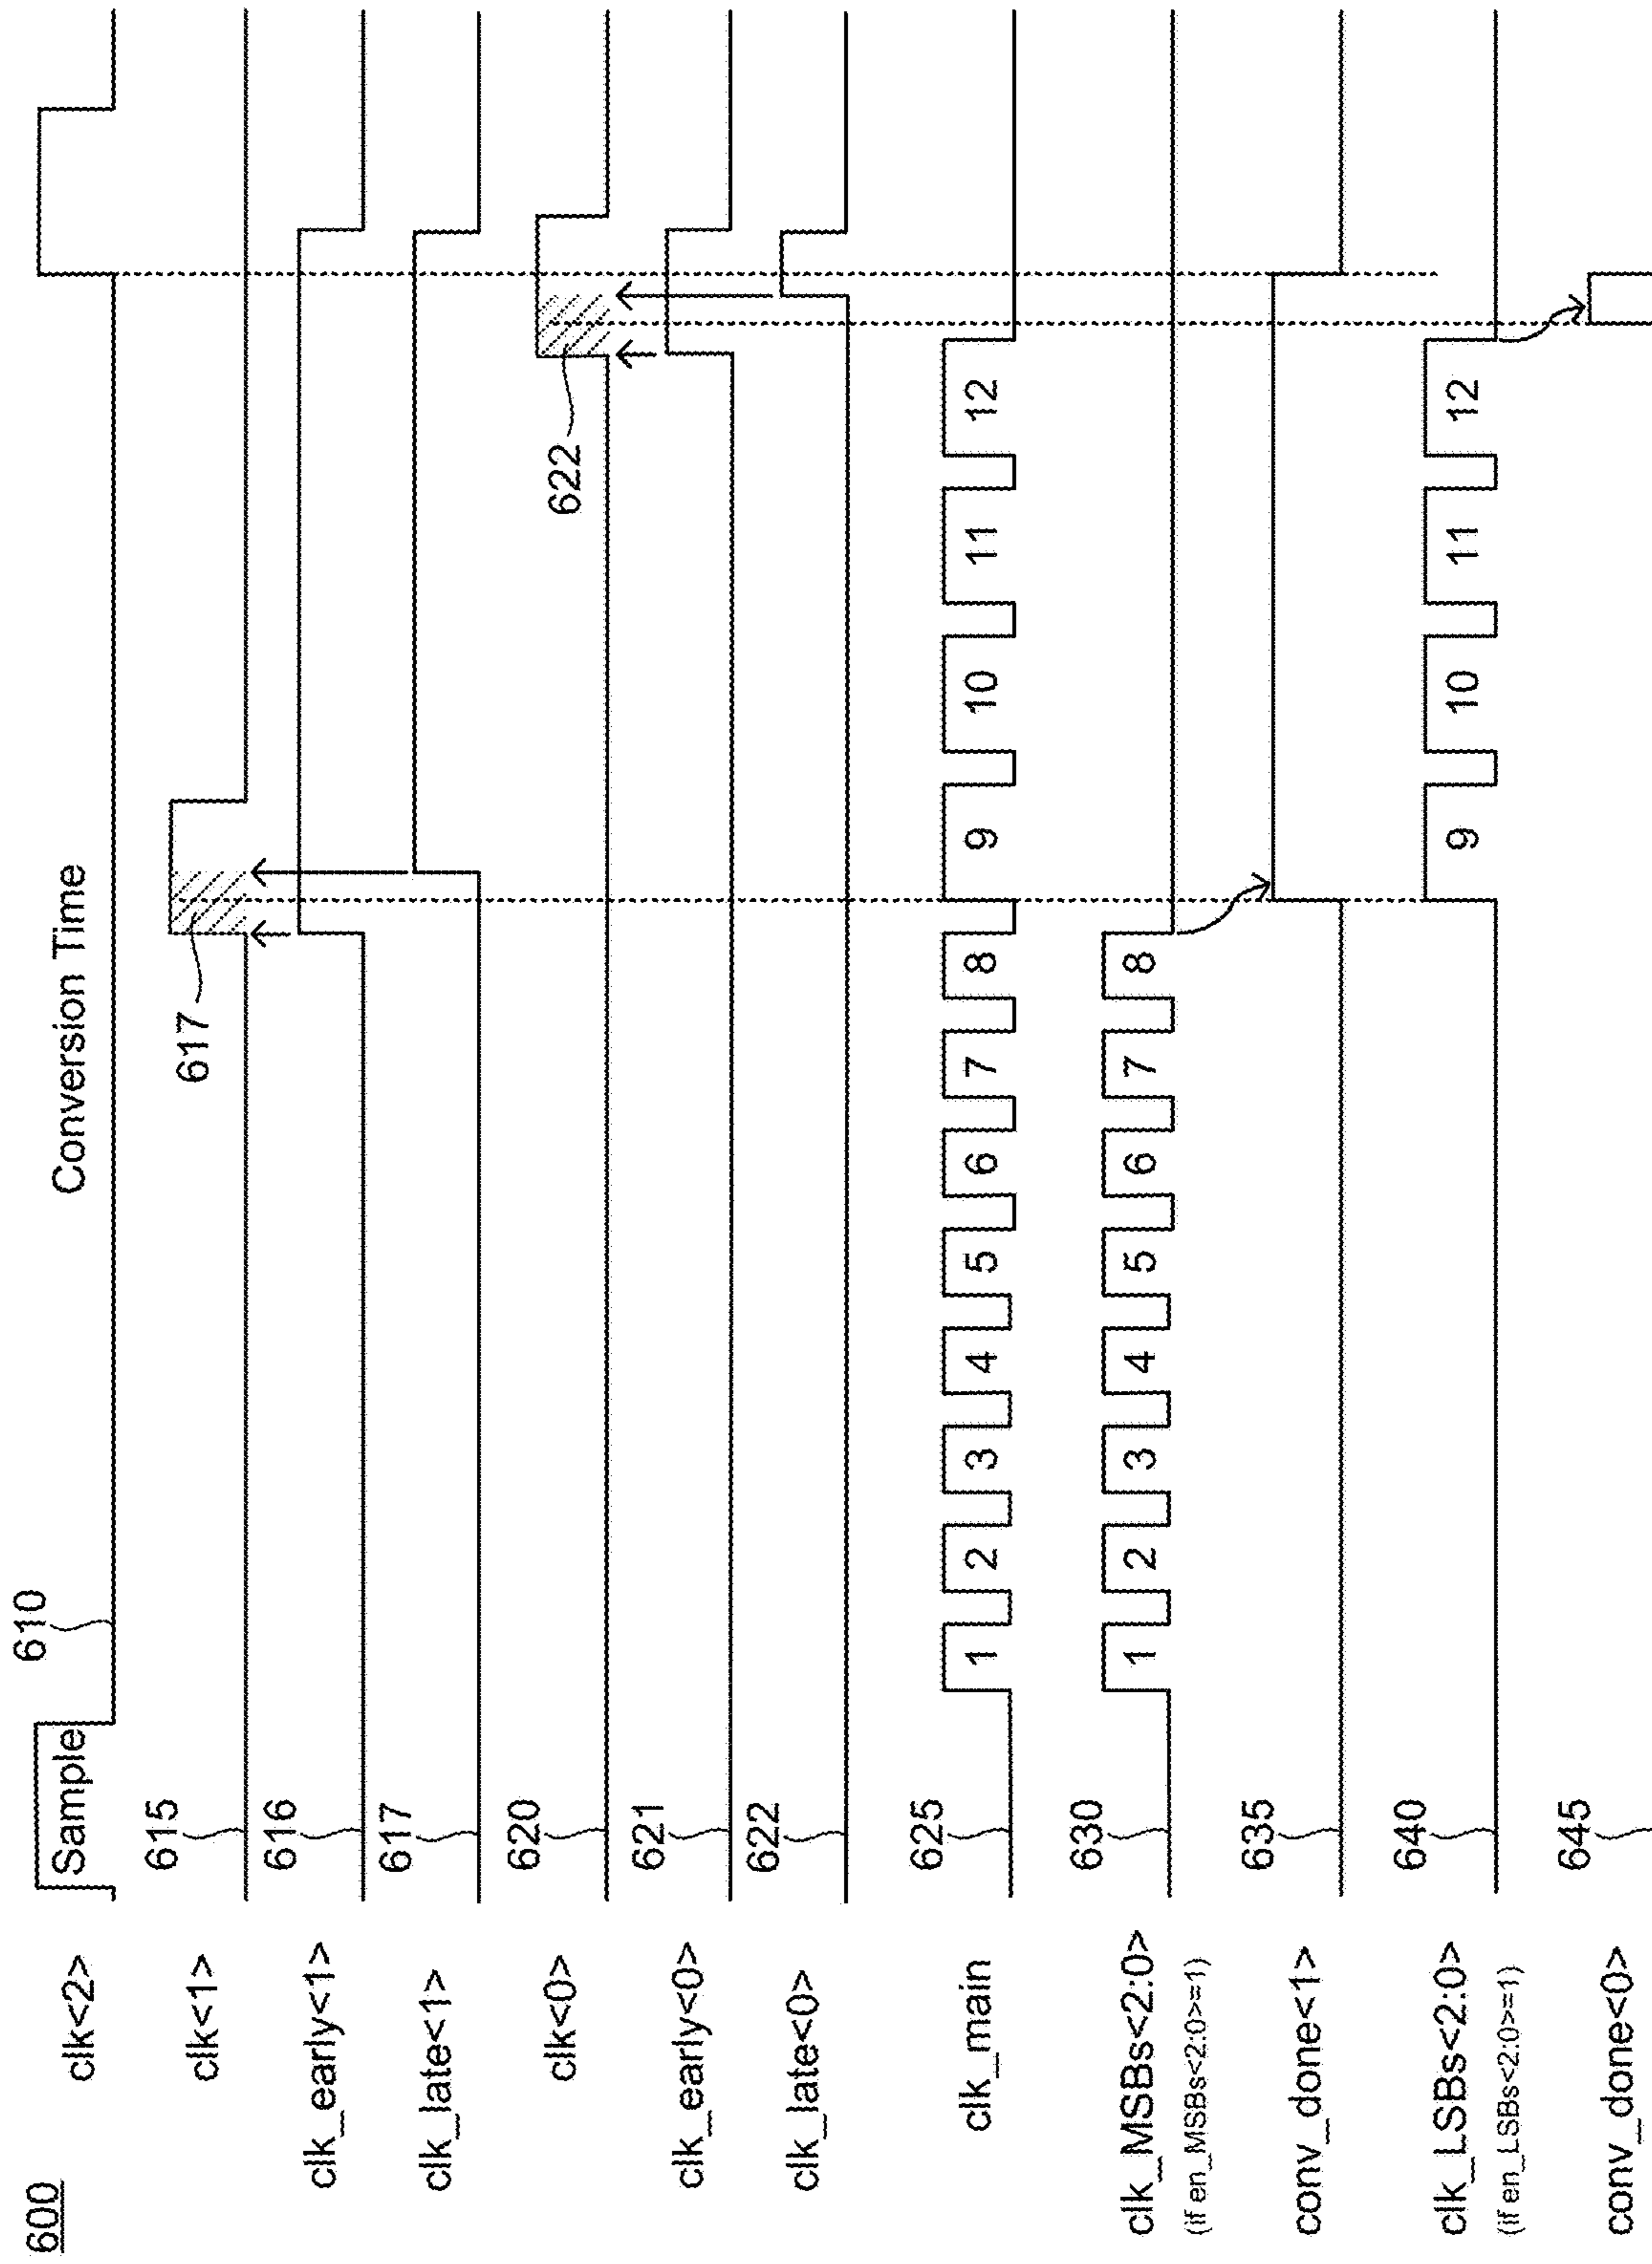 600
clk<2>
Sample
610
Conversion Time
clk<1>
615
617
clk_early<1>
616
clk_late<1>
617
clk<0>
620
622
clk_early<0>
621
clk_late<0>
622
clk_main
625
1 2 3 4 5 6 7 8 9 10 11 12
clk_MSBs<2:0>
(if en_MSBs<2:0>=1)
630
1 2 3 4 5 6 7 8
conv_done<1>
635
clk_LSBs<2:0>
(if en_LSBs<2:0>=1)
640
9 10 11 12
conv_done<0>
645